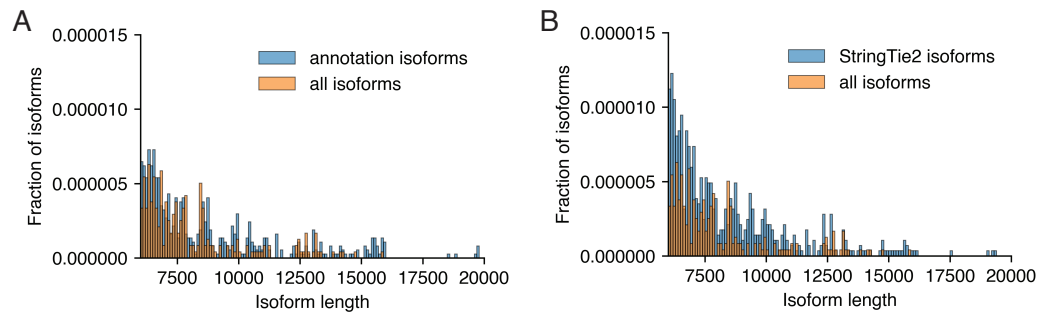 A
0.000015
0.000010
0.000005
0.000000
Fraction of isoforms
annotation isoforms
all isoforms
7500 10000 12500 15000 17500 20000
Isoform length
B
0.000015
0.000010
0.000005
0.000000
Fraction of isoforms
StringTie2 isoforms
all isoforms
7500 10000 12500 15000 17500 20000
Isoform length